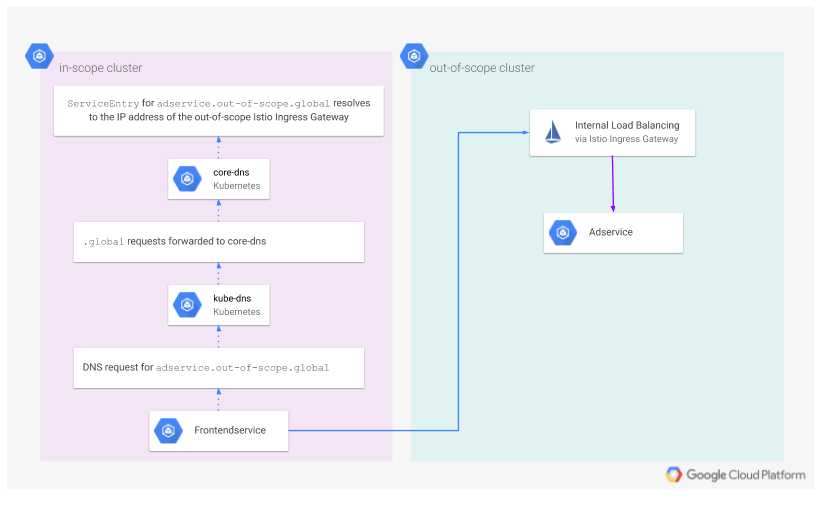 in-scope cluster
ServiceEntry for adservice.out-of-scope.global resolves
to the IP address of the out-of-scope Istio Ingress Gateway
core-dns
Kubernetes
.global requests forwarded to core-dns
kube-dns
Kubernetes
DNS request for adservice.out-of-scope.global
Frontendservice
out-of-scope cluster
Internal Load Balancing
via Istio Ingress Gateway
Adservice
Google Cloud Platform